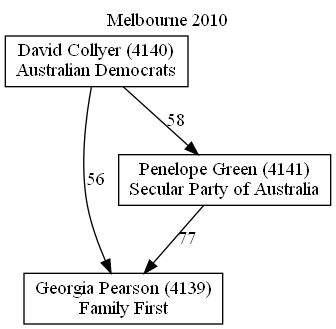 Melbourne 2010
David Collyer (4140)
Australian Democrats
58
Penelope Green (4141)
Secular Party of Australia
56
77
Georgia Pearson (4139)
Family First